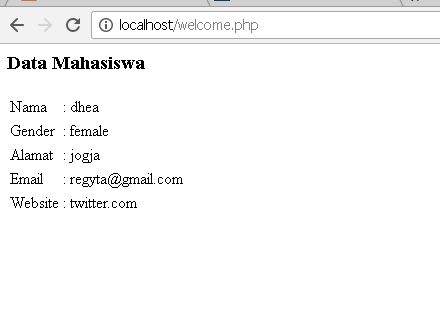 localhost/welcome.php
Data Mahasiswa
Nama : dhea
Gender : female
Alamat : jogja
Email : regyta@gmail.com
Website : twitter.com